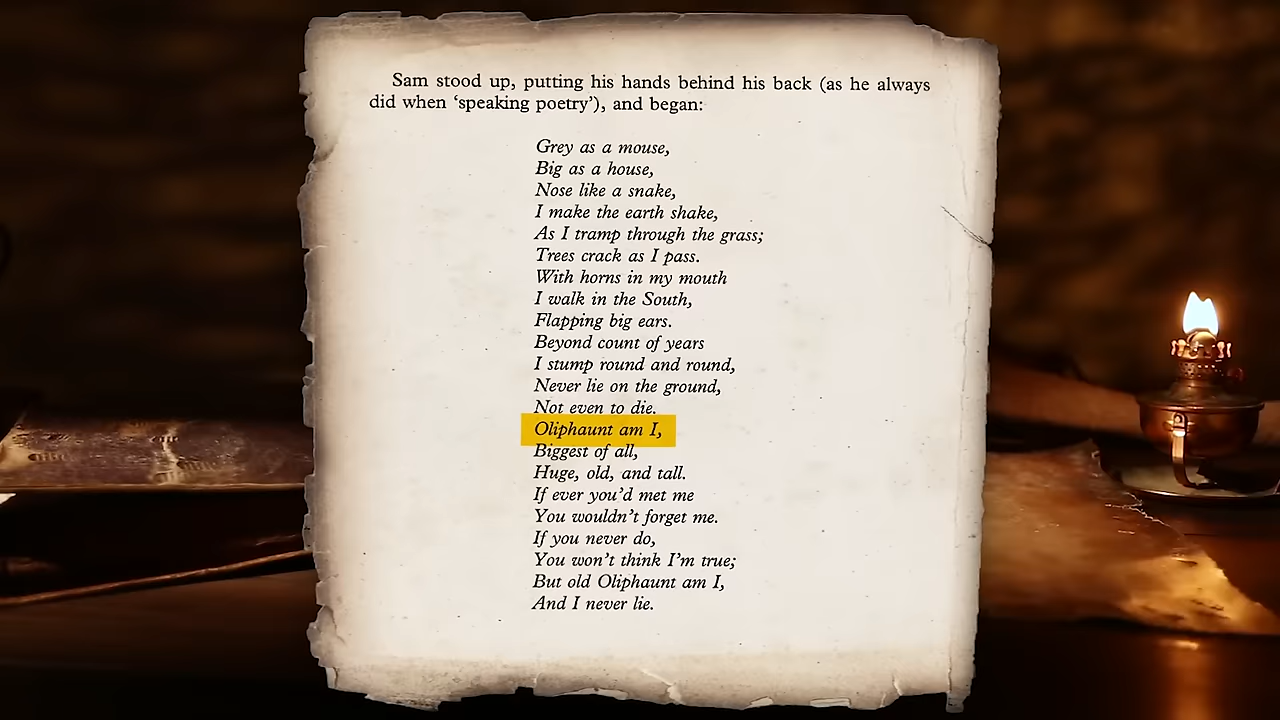 Sam stood up, putting his hands behind his back (as he always
did when ‘speaking poetry’), and began:
Grey as a mouse,
Big as a house,
Nose like a snake,
I make the earth shake,
As I tramp through the grass;
Trees crack as I pass.
With horns in my mouth
I walk in the South,
Flapping big ears.
Beyond count of years
I stump round and round,
Never lie on the ground,
Not even to die.
Oliphaunt am I,
Biggest of all,
Huge, old, and tall.
If ever you’d met me
You wouldn’t forget me.
If you never do,
You won’t think I’m true;
But old Oliphaunt am I,
And I never lie.